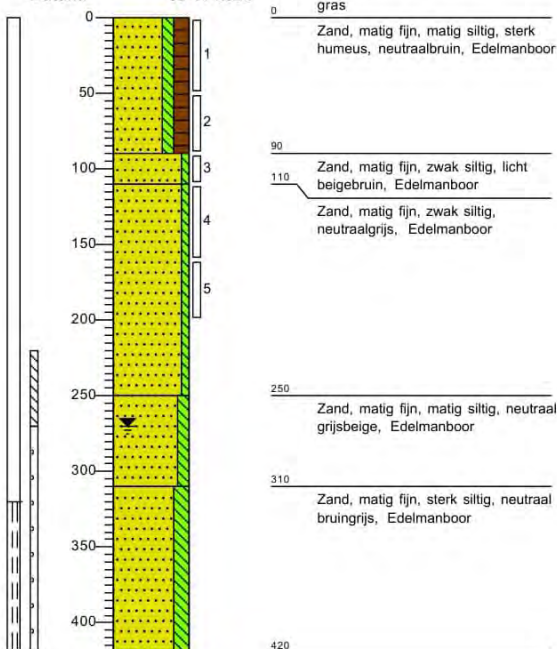 gras
0
0
Zand, matig fijn, matig siltig, sterk
humeus, neutraalbruin, Edelmanboor
1
50
2
90
100
3
Zand, matig fijn, zwak siltig, licht
beigebruin, Edelmanboor
110
Zand, matig fijn, zwak siltig,
neutraalgrijs, Edelmanboor
4
150
5
200
250
250
Zand, matig fijn, matig siltig, neutraal
grijsbeige, Edelmanboor
300
310
Zand, matig fijn, sterk siltig, neutraal
bruingrijs, Edelmanboor
350
400
420